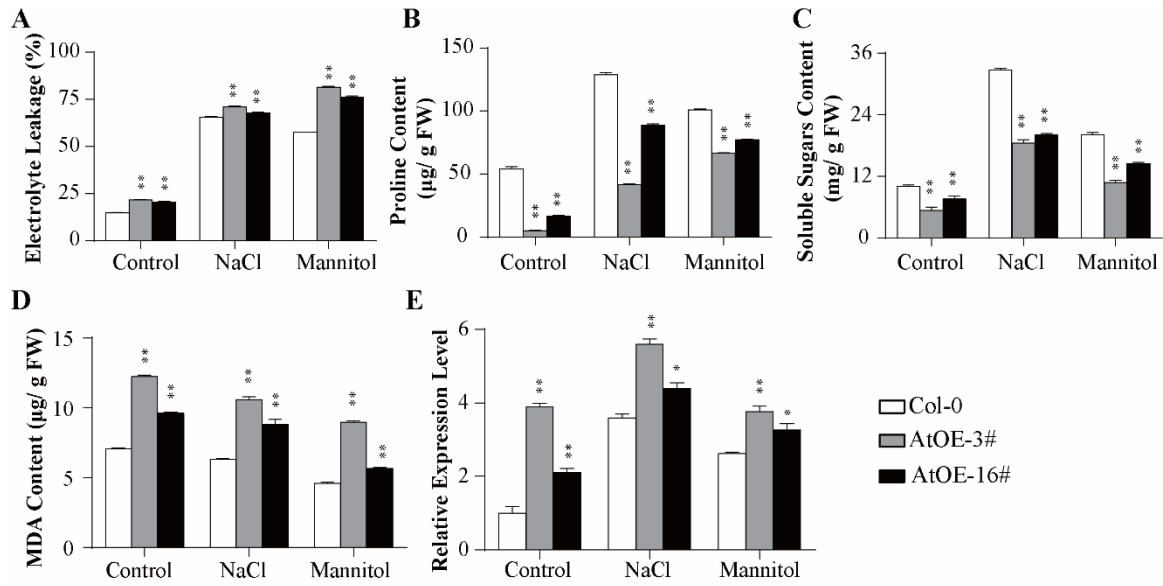 A
Electrolyte Leakage (%)
100
75
50
25
0
**
**
**
**
**
**
Control
NaCl
Mannitol
B
Proline Content
(μg/ g FW)
150
100
50
0
**
**
**
**
**
**
Control
NaCl
Mannitol
C
Soluble Sugars Content
(mg/ g FW)
36
24
12
0
**
**
**
**
**
**
Control
NaCl
Mannitol
D
MDA Content (μg/ g FW)
15
10
5
0
**
**
**
**
**
**
Control
NaCl
Mannitol
E
Relative Expression Level
6
4
2
0
**
**
**
*
**
*
Control
NaCl
Mannitol
Col-0
AtOE-3#
AtOE-16#